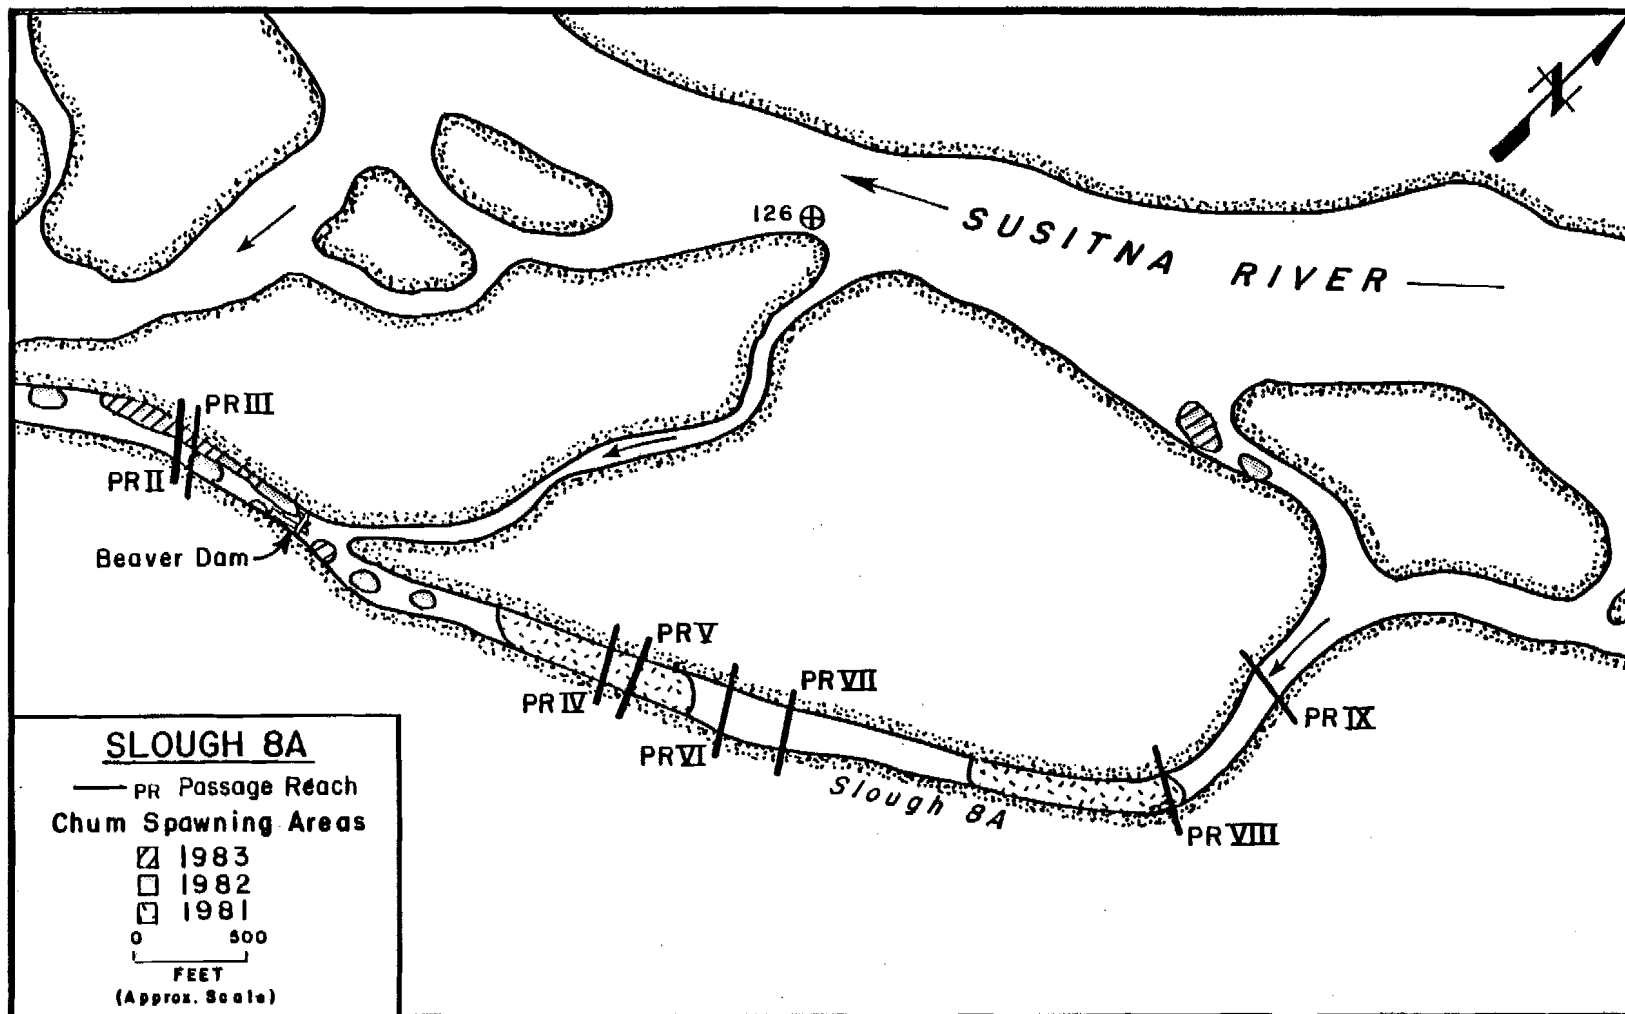 N
126
SUSITNA RIVER
PR III
PR II
Beaver Dam
PR V
PR IV
PR VII
PR VI
PR IX
Slough 8A
PR VIII
SLOUGH 8A
PR Passage Reach
Chum Spawning Areas
1983
1982
1981
0 500
FEET
(Approx. Scale)